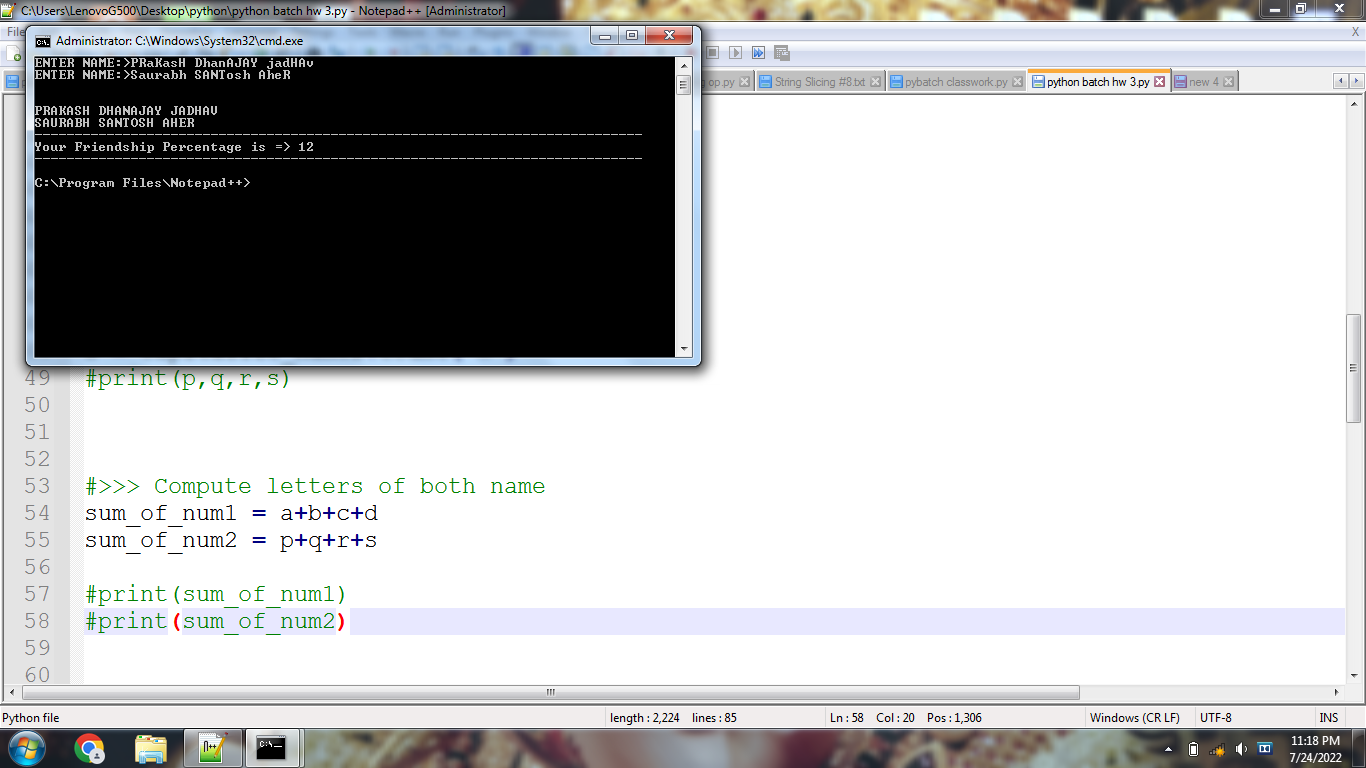 C:\Users\LenovoG500\Desktop\python\python batch hw 3.py - Notepad++ [Administrator]
Administrator: C:\Windows\System32\cmd.exe
ENTER NAME:>PRaKasH DhanAJAY jadHAv
ENTER NAME:>Saurabh SANTosh AheR
PRAKASH DHANAJAY JADHAV
SAURABH SANTOSH AHER
Your Friendship Percentage is => 12
C:\Program Files\Notepad++>
X
op.py
String Slicing #8.txt
pybatch classwork.py
python batch hw 3.py
new 4
49 #print(p,q,r,s)
50
51
52
53 #>>> Compute letters of both name
54 sum_of_num1 = a+b+c+d
55 sum_of_num2 = p+q+r+s
56
57 #print(sum_of_num1)
58 #print(sum_of_num2)
59
60
Python file length : 2,224 lines : 85 Ln : 58 Col : 20 Pos : 1,306 Windows (CR LF) UTF-8 INS
11:18 PM
7/24/2022